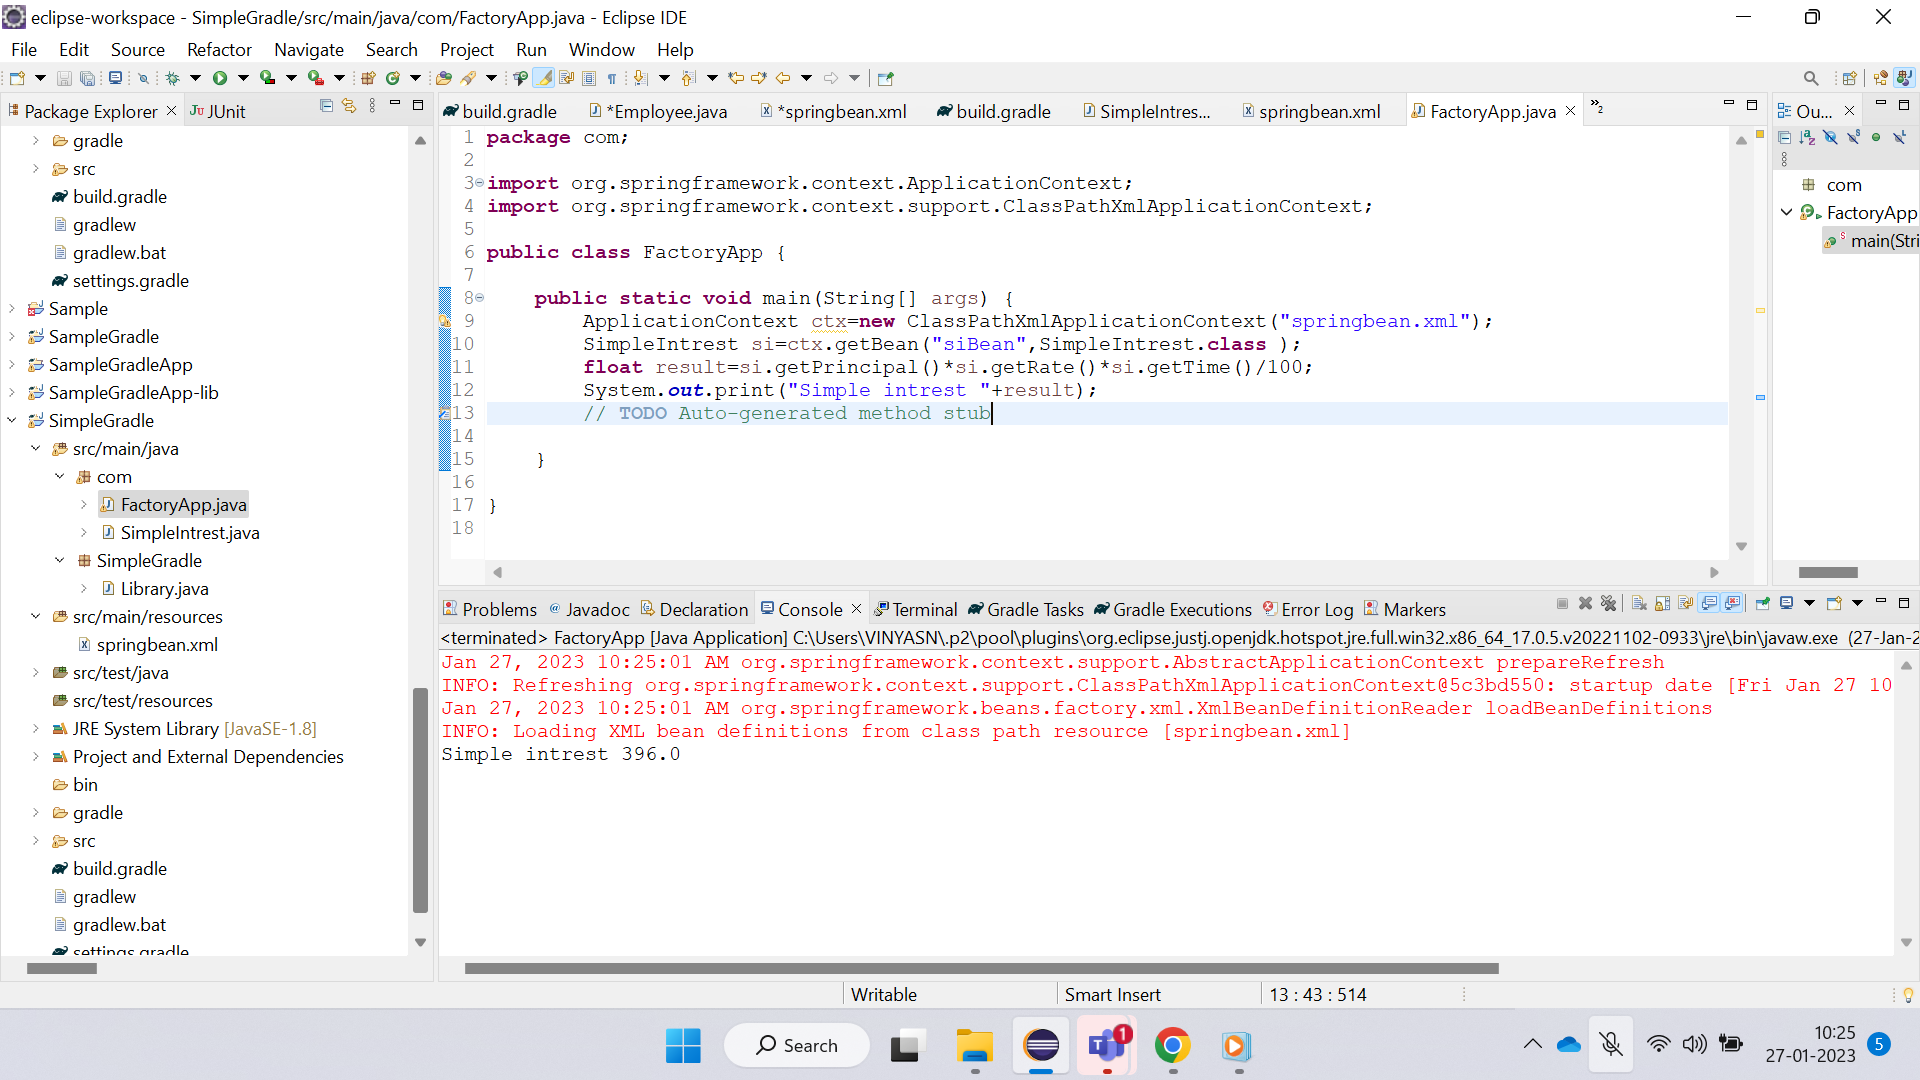 eclipse-workspace - SimpleGradle/src/main/java/com/FactoryApp.java - Eclipse IDE
File Edit Source Refactor Navigate Search Project Run Window Help
Package Explorer
JUnit
gradle
src
build.gradle
gradlew
gradlew.bat
settings.gradle
Sample
SampleGradle
SampleGradleApp
SampleGradleApp-lib
SimpleGradle
src/main/java
com
FactoryApp.java
SimpleIntrest.java
SimpleGradle
Library.java
src/main/resources
springbean.xml
src/test/java
src/test/resources
JRE System Library [JavaSE-1.8]
Project and External Dependencies
bin
gradle
src
build.gradle
gradlew
gradlew.bat
settings.gradle
build.gradle *Employee.java *springbean.xml build.gradle SimpleIntres... springbean.xml FactoryApp.java »2
1 package com;
2
3 import org.springframework.context.ApplicationContext;
4 import org.springframework.context.support.ClassPathXmlApplicationContext;
5
6 public class FactoryApp {
7
8 public static void main(String[] args) {
9 ApplicationContext ctx=new ClassPathXmlApplicationContext("springbean.xml");
10 SimpleIntrest si=ctx.getBean("siBean",SimpleIntrest.class );
11 float result=si.getPrincipal()*si.getRate()*si.getTime()/100;
12 System.out.print("Simple intrest "+result);
13 // TODO Auto-generated method stub
14
15 }
16
17 }
18
Ou...
com
FactoryApp
main(Stri
Problems Javadoc Declaration Console Terminal Gradle Tasks Gradle Executions Error Log Markers
<terminated> FactoryApp [Java Application] C:\Users\VINYASN\.p2\pool\plugins\org.eclipse.justj.openjdk.hotspot.jre.full.win32.x86_64_17.0.5.v20221102-0933\jre\bin\javaw.exe (27-Jan-2
Jan 27, 2023 10:25:01 AM org.springframework.context.support.AbstractApplicationContext prepareRefresh
INFO: Refreshing org.springframework.context.support.ClassPathXmlApplicationContext@5c3bd550: startup date [Fri Jan 27 10
Jan 27, 2023 10:25:01 AM org.springframework.beans.factory.xml.XmlBeanDefinitionReader loadBeanDefinitions
INFO: Loading XML bean definitions from class path resource [springbean.xml]
Simple intrest 396.0
Writable Smart Insert 13 : 43 : 514
Search
1
10:25
27-01-2023
5